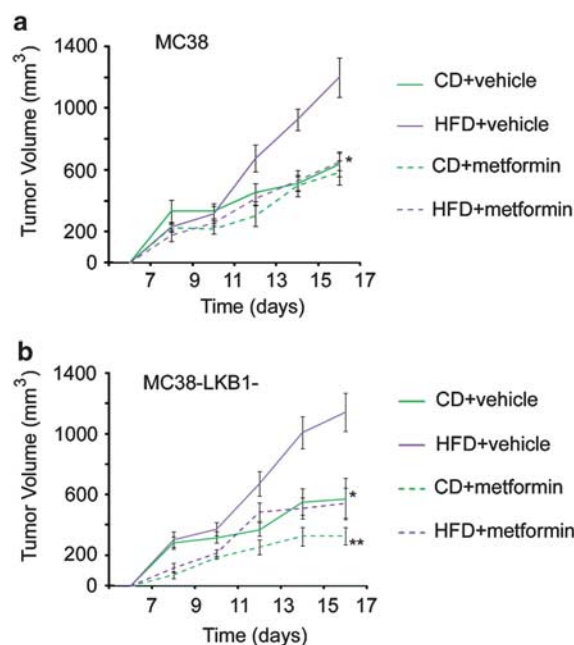 a
MC38
Tumor Volume (mm3)
1400
1000
600
200
0
*
7 9 11 13 15 17
Time (days)
CD+vehicle
HFD+vehicle
CD+metformin
HFD+metformin
b
MC38-LKB1-
Tumor Volume (mm3)
1400
1000
600
200
0
*
**
7 9 11 13 15 17
Time (days)
CD+vehicle
HFD+vehicle
CD+metformin
HFD+metformin